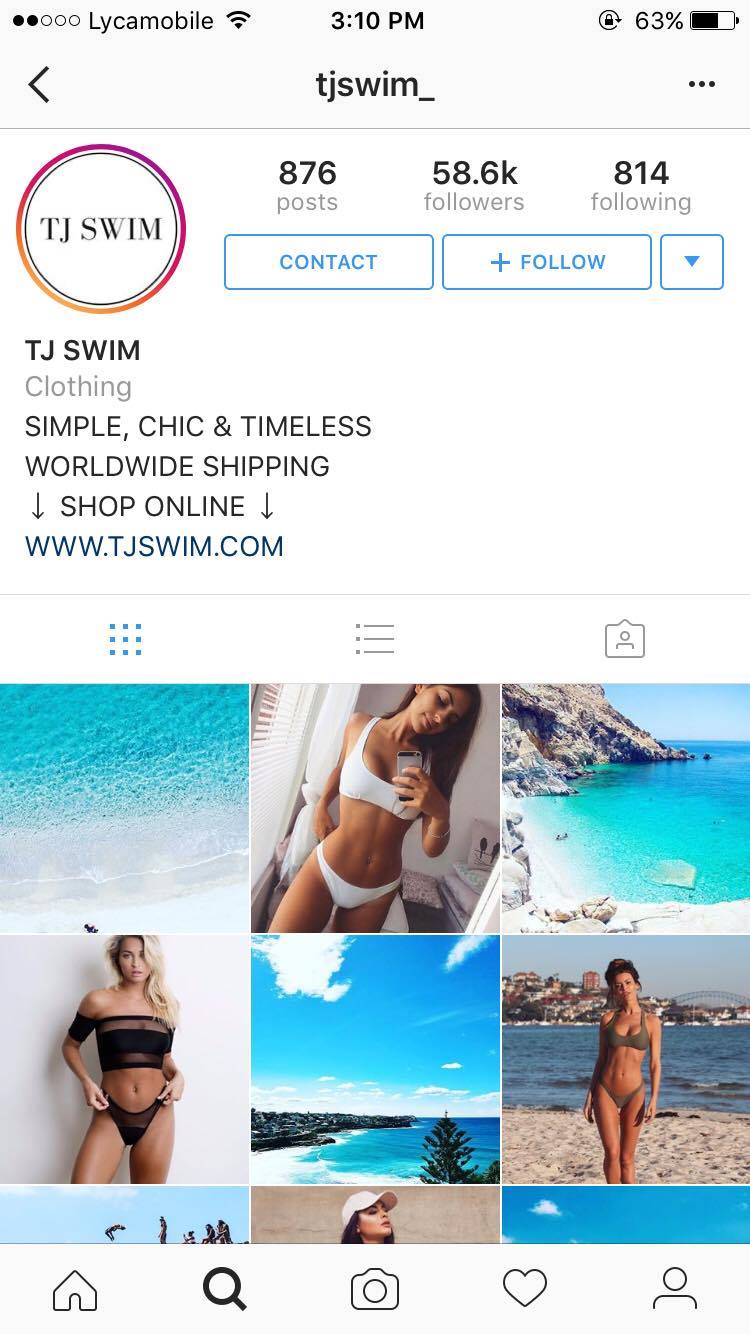 Lycamobile 3:10 PM 63%
tjswim_
TJ SWIM
876 58.6k 814
posts followers following
CONTACT + FOLLOW
TJ SWIM
Clothing
SIMPLE, CHIC & TIMELESS
WORLDWIDE SHIPPING
↓ SHOP ONLINE ↓
WWW.TJSWIM.COM